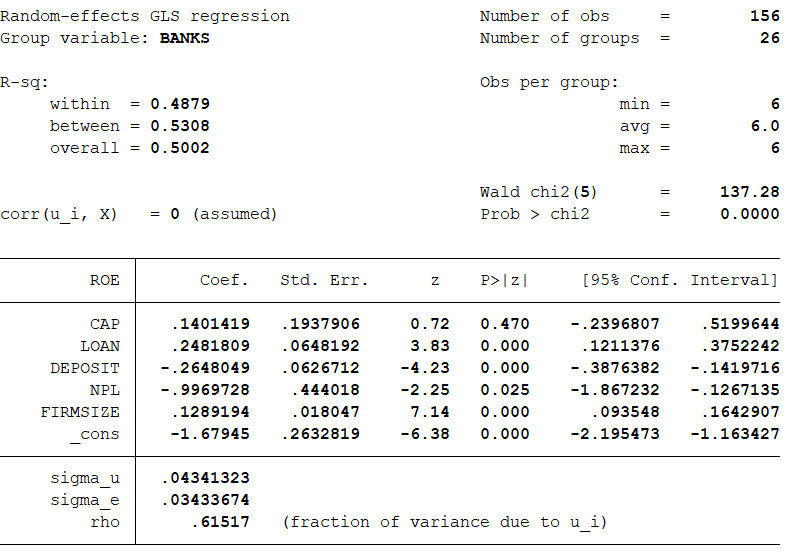 Random-effects GLS regression Number of obs = 156
Group variable: BANKS Number of groups = 26
R-sq: Obs per group:
within = 0.4879 min = 6
between = 0.5308 avg = 6.0
overall = 0.5002 max = 6
Wald chi2(5) = 137.28
corr(u_i, X) = 0 (assumed) Prob > chi2 = 0.0000
ROE Coef. Std. Err. z P>|z| [95% Conf. Interval]
CAP .1401419 .1937906 0.72 0.470 -.2396807 .5199644
LOAN .2481809 .0648192 3.83 0.000 .1211376 .3752242
DEPOSIT -.2648049 .0626712 -4.23 0.000 -.3876382 -.1419716
NPL -.9969728 .444018 -2.25 0.025 -1.867232 -.1267135
FIRMSIZE .1289194 .018047 7.14 0.000 .093548 .1642907
_cons -1.67945 .2632819 -6.38 0.000 -2.195473 -1.163427
sigma_u .04341323
sigma_e .03433674
rho .61517 (fraction of variance due to u_i)